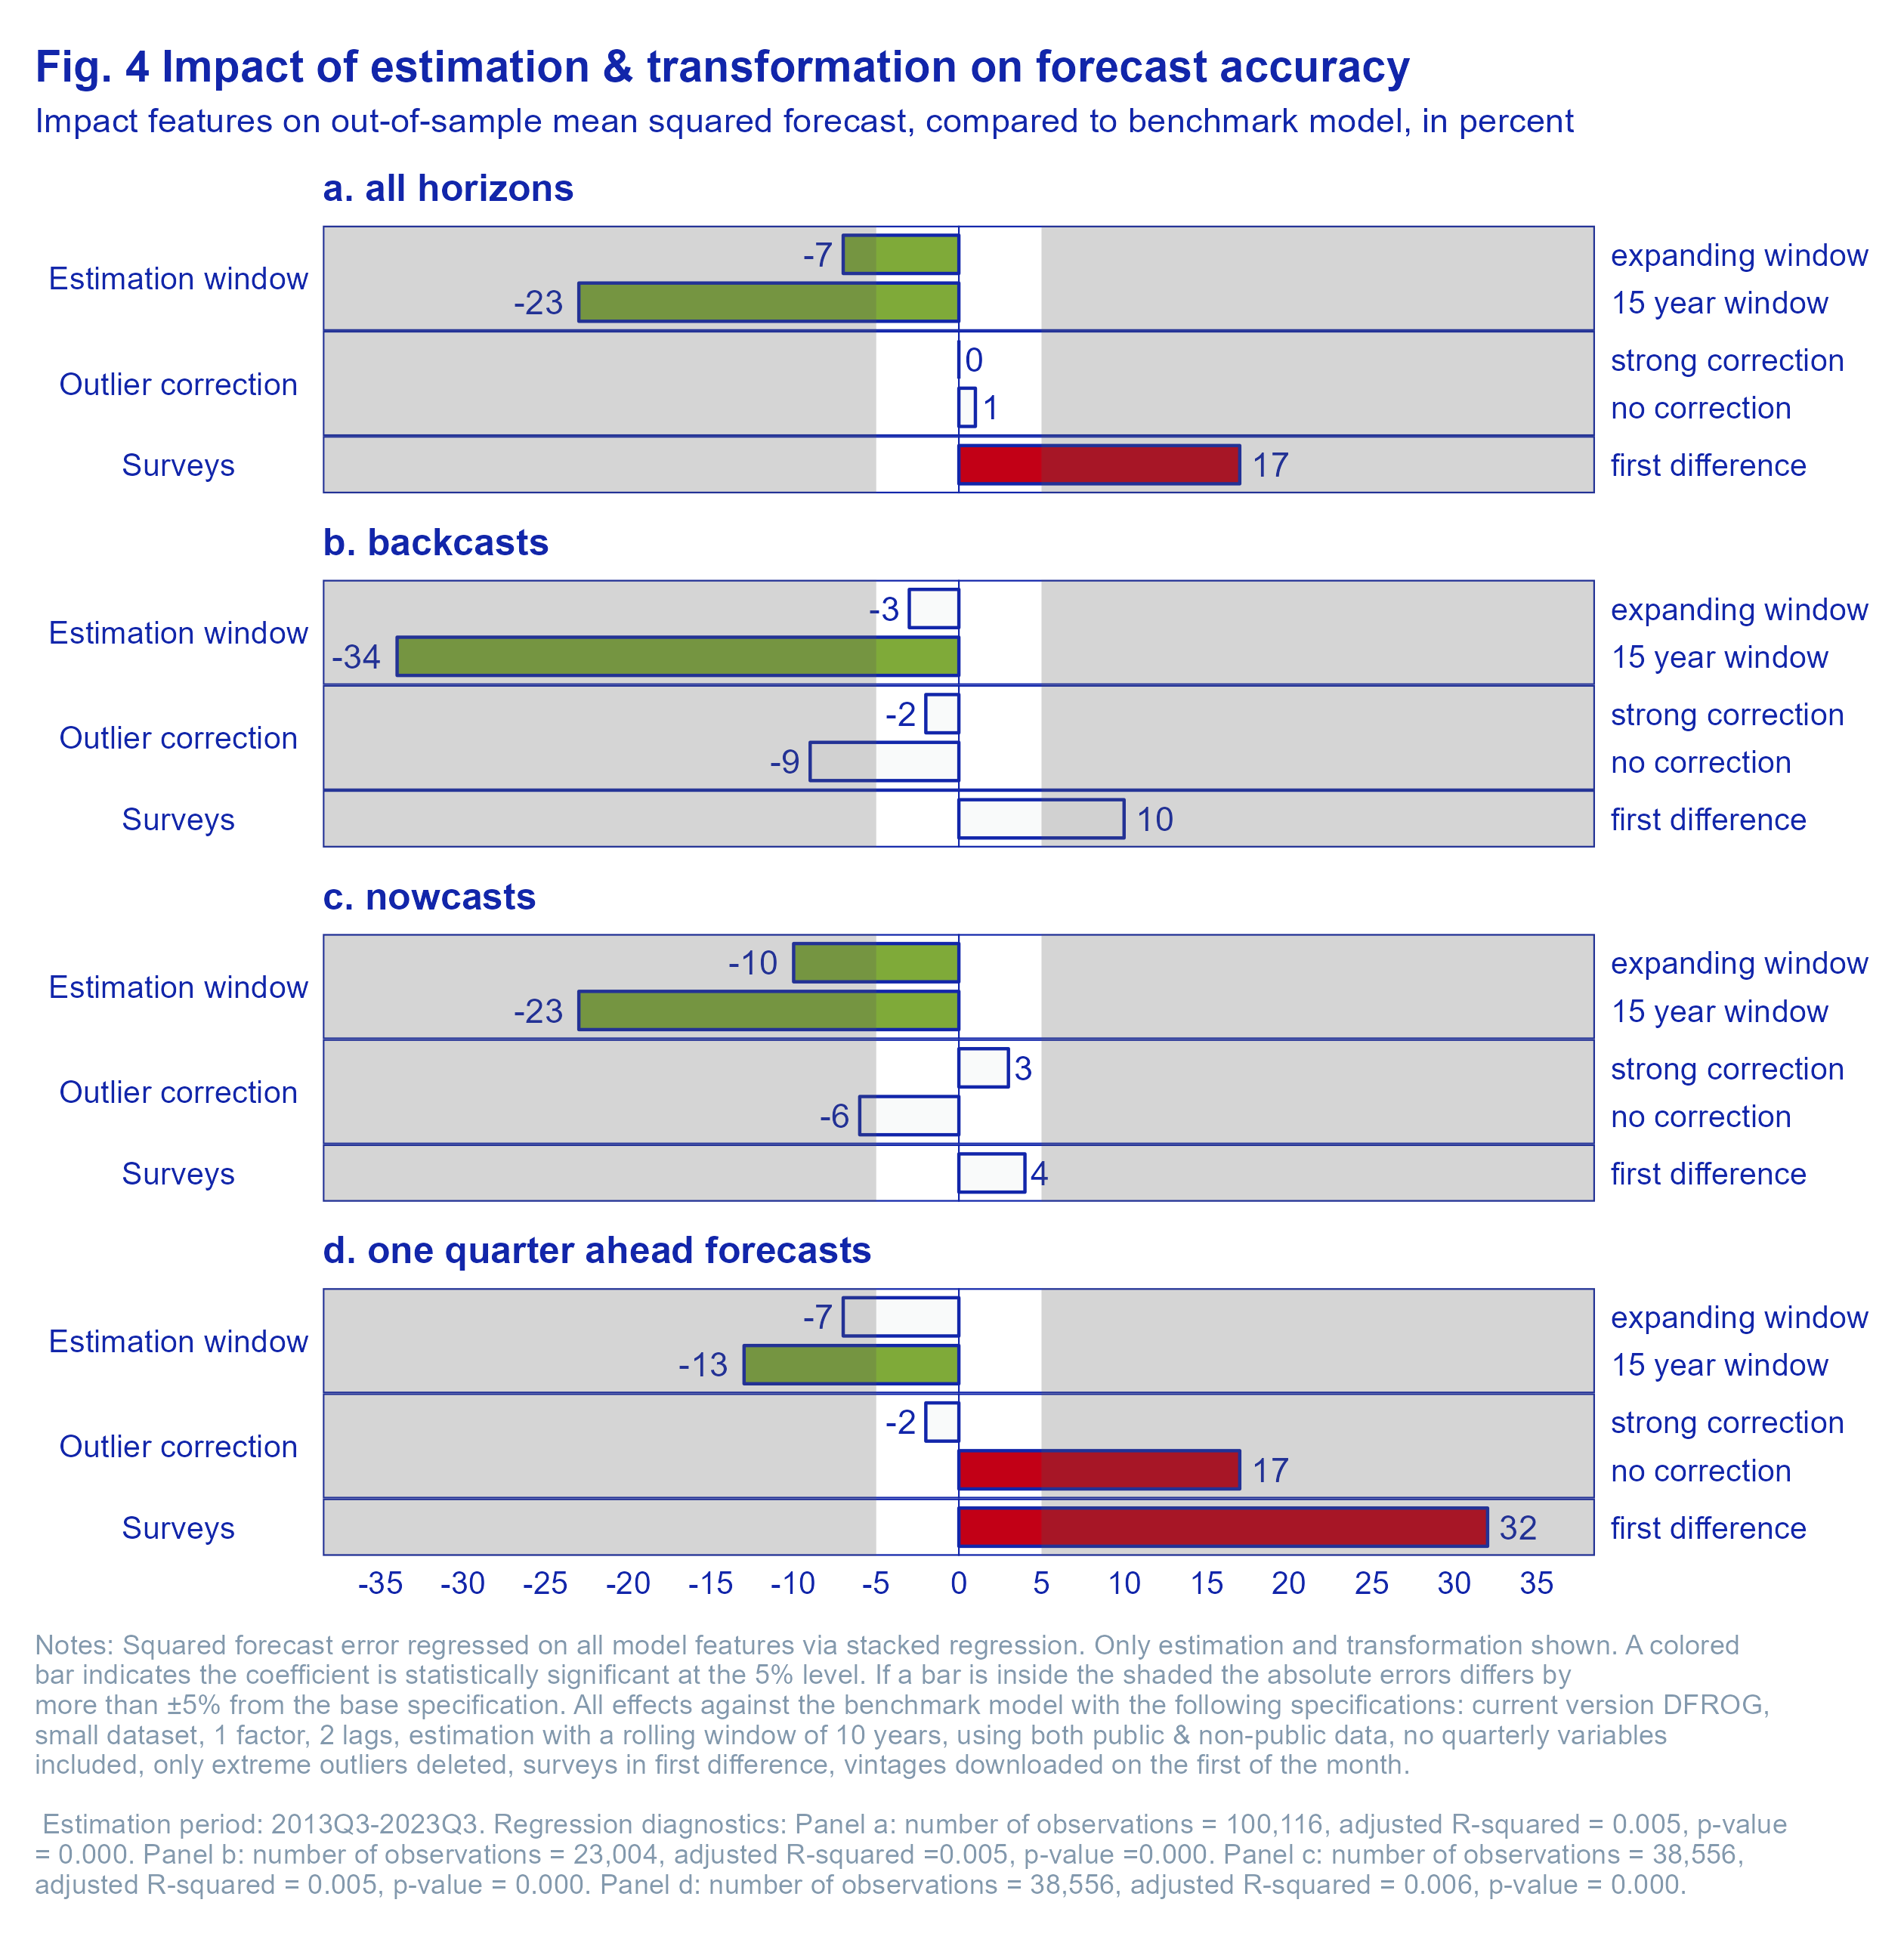 Fig. 4 Impact of estimation & transformation on forecast accuracy
Impact features on out-of-sample mean squared forecast, compared to benchmark model, in percent
a. all horizons
Estimation window
-7
expanding window
-23
15 year window
Outlier correction
0
strong correction
1
no correction
Surveys
17
first difference
b. backcasts
Estimation window
-3
expanding window
-34
15 year window
Outlier correction
-2
strong correction
-9
no correction
Surveys
10
first difference
c. nowcasts
Estimation window
-10
expanding window
-23
15 year window
Outlier correction
3
strong correction
-6
no correction
Surveys
4
first difference
d. one quarter ahead forecasts
Estimation window
-7
expanding window
-13
15 year window
Outlier correction
-2
strong correction
17
no correction
Surveys
32
first difference
-35 -30 -25 -20 -15 -10 -5 0 5 10 15 20 25 30 35
Notes: Squared forecast error regressed on all model features via stacked regression. Only estimation and transformation shown. A colored
bar indicates the coefficient is statistically significant at the 5% level. If a bar is inside the shaded the absolute errors differs by
more than ±5% from the base specification. All effects against the benchmark model with the following specifications: current version DFROG,
small dataset, 1 factor, 2 lags, estimation with a rolling window of 10 years, using both public & non-public data, no quarterly variables
included, only extreme outliers deleted, surveys in first difference, vintages downloaded on the first of the month.
Estimation period: 2013Q3-2023Q3. Regression diagnostics: Panel a: number of observations = 100,116, adjusted R-squared = 0.005, p-value
= 0.000. Panel b: number of observations = 23,004, adjusted R-squared =0.005, p-value =0.000. Panel c: number of observations = 38,556,
adjusted R-squared = 0.005, p-value = 0.000. Panel d: number of observations = 38,556, adjusted R-squared = 0.006, p-value = 0.000.